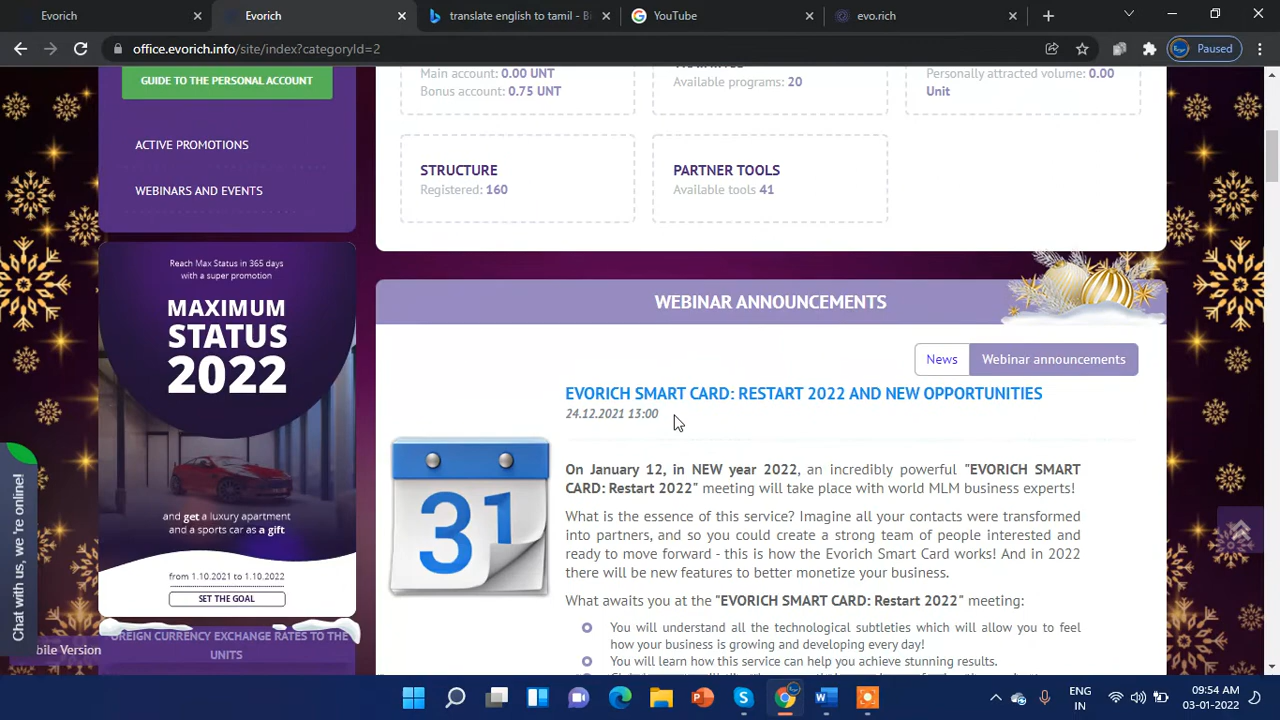 Evorich
Evorich
translate english to tamil - Bi
YouTube
evo.rich
office.evorich.info/site/index?categoryId=2
Paused
GUIDE TO THE PERSONAL ACCOUNT
ACTIVE PROMOTIONS
WEBINARS AND EVENTS
Main account: 0.00 UNT
Bonus account: 0.75 UNT
Available programs: 20
Personally attracted volume: 0.00
Unit
STRUCTURE
Registered: 160
PARTNER TOOLS
Available tools 41
Reach Max Status in 365 days
with a super promotion
MAXIMUM
STATUS
2022
and get a luxury apartment
and a sports car as a gift
from 1.10.2021 to 1.10.2022
SET THE GOAL
OREIGN CURRENCY EXCHANGE RATES TO THE
UNITS
bile Version
Chat with us, we're online!
WEBINAR ANNOUNCEMENTS
News
Webinar announcements
EVORICH SMART CARD: RESTART 2022 AND NEW OPPORTUNITIES
24.12.2021 13:00
31
On January 12, in NEW year 2022, an incredibly powerful "EVORICH SMART
CARD: Restart 2022" meeting will take place with world MLM business experts!
What is the essence of this service? Imagine all your contacts were transformed
into partners, and so you could create a strong team of people interested and
ready to move forward - this is how the Evorich Smart Card works! And in 2022
there will be new features to better monetize your business.
What awaits you at the "EVORICH SMART CARD: Restart 2022" meeting:
You will understand all the technological subtleties which will allow you to feel
how your business is growing and developing every day!
You will learn how this service can help you achieve stunning results.
ENG
IN
09:54 AM
03-01-2022